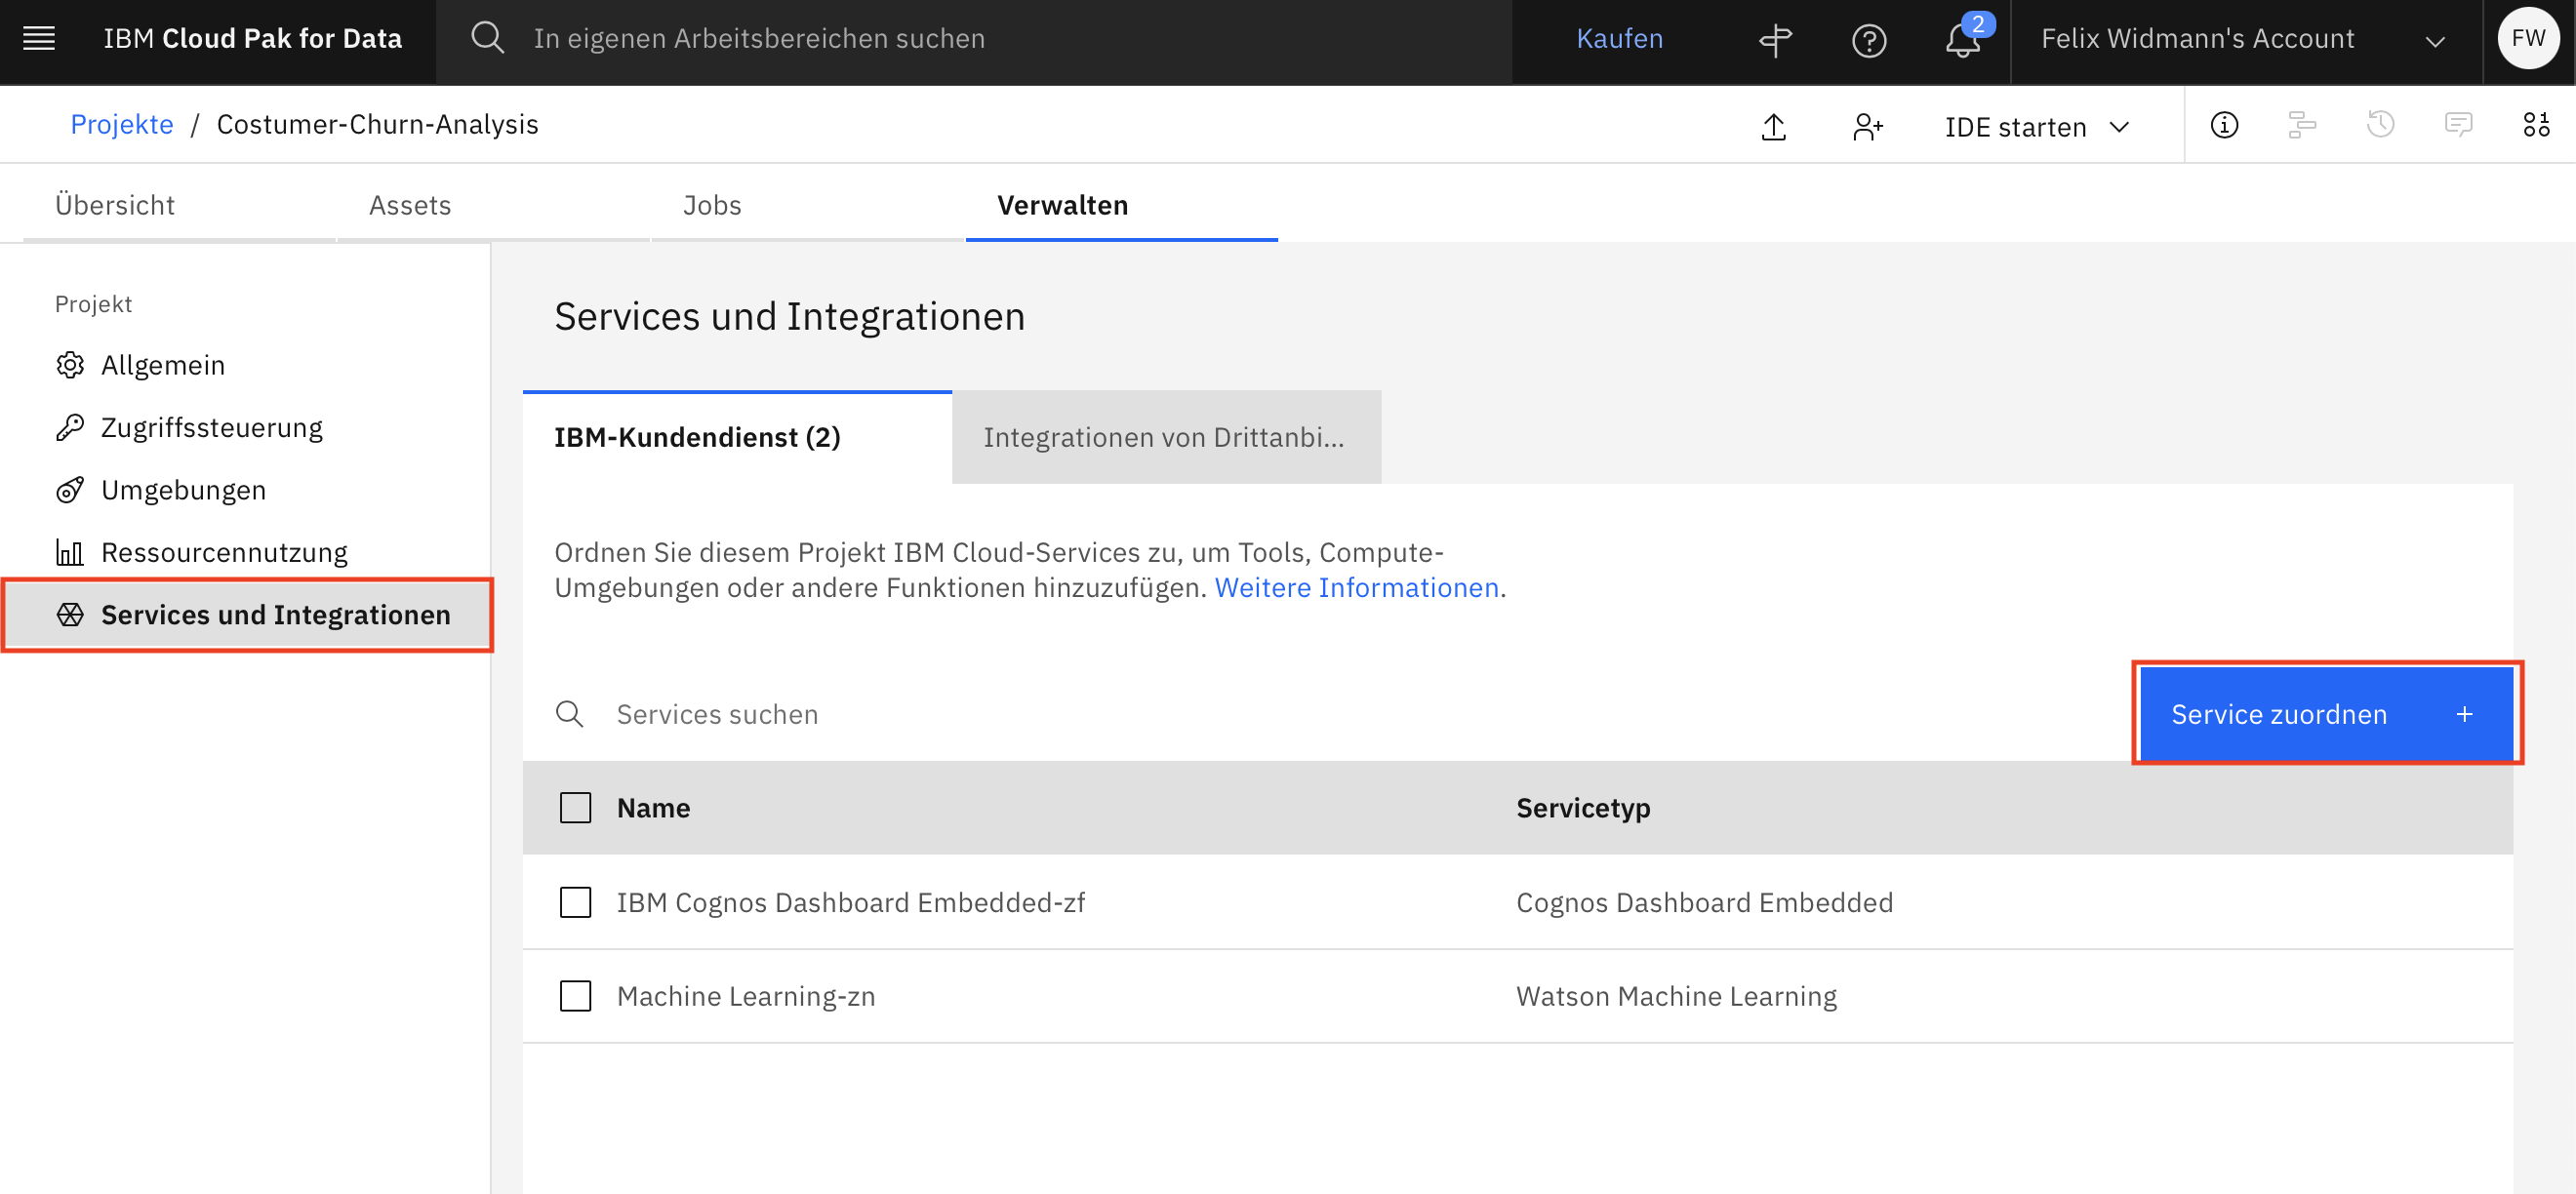 IBM Cloud Pak for Data
In eigenen Arbeitsbereichen suchen
Kaufen
2
Felix Widmann's Account
FW
Projekte / Costumer-Churn-Analysis
IDE starten
Übersicht
Assets
Jobs
Verwalten
Projekt
Allgemein
Zugriffssteuerung
Umgebungen
Ressourcennutzung
Services und Integrationen
Services und Integrationen
IBM-Kundendienst (2)
Integrationen von Drittanbi...
Ordnen Sie diesem Projekt IBM Cloud-Services zu, um Tools, Compute-
Umgebungen oder andere Funktionen hinzuzufügen. Weitere Informationen.
Services suchen
Service zuordnen +
Name
Servicetyp
IBM Cognos Dashboard Embedded-zf
Cognos Dashboard Embedded
Machine Learning-zn
Watson Machine Learning